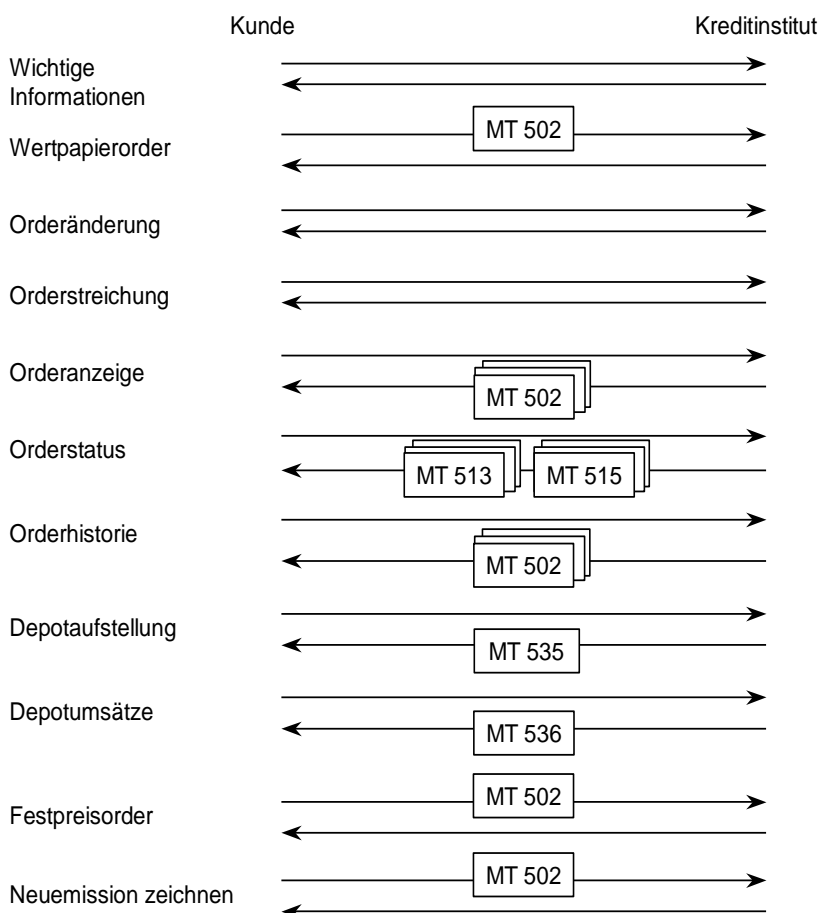 Kunde
Kreditinstitut
Wichtige
Informationen
MT 502
Wertpapierorder
Orderänderung
Orderstreichung
Orderanzeige
MT 502
Orderstatus
MT 513
MT 515
Orderhistorie
MT 502
Depotaufstellung
MT 535
Depotumsätze
MT 536
MT 502
Festpreisorder
MT 502
Neuemission zeichnen